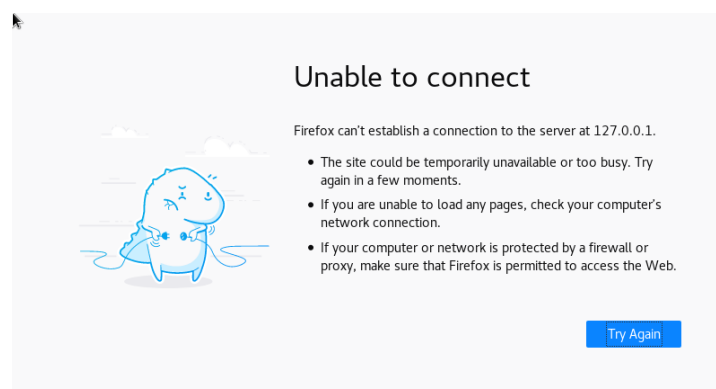 Unable to connect
Firefox can’t establish a connection to the server at 127.0.0.1.
• The site could be temporarily unavailable or too busy. Try
again in a few moments.
• If you are unable to load any pages, check your computer’s
network connection.
• If your computer or network is protected by a firewall or
proxy, make sure that Firefox is permitted to access the Web.
Try Again